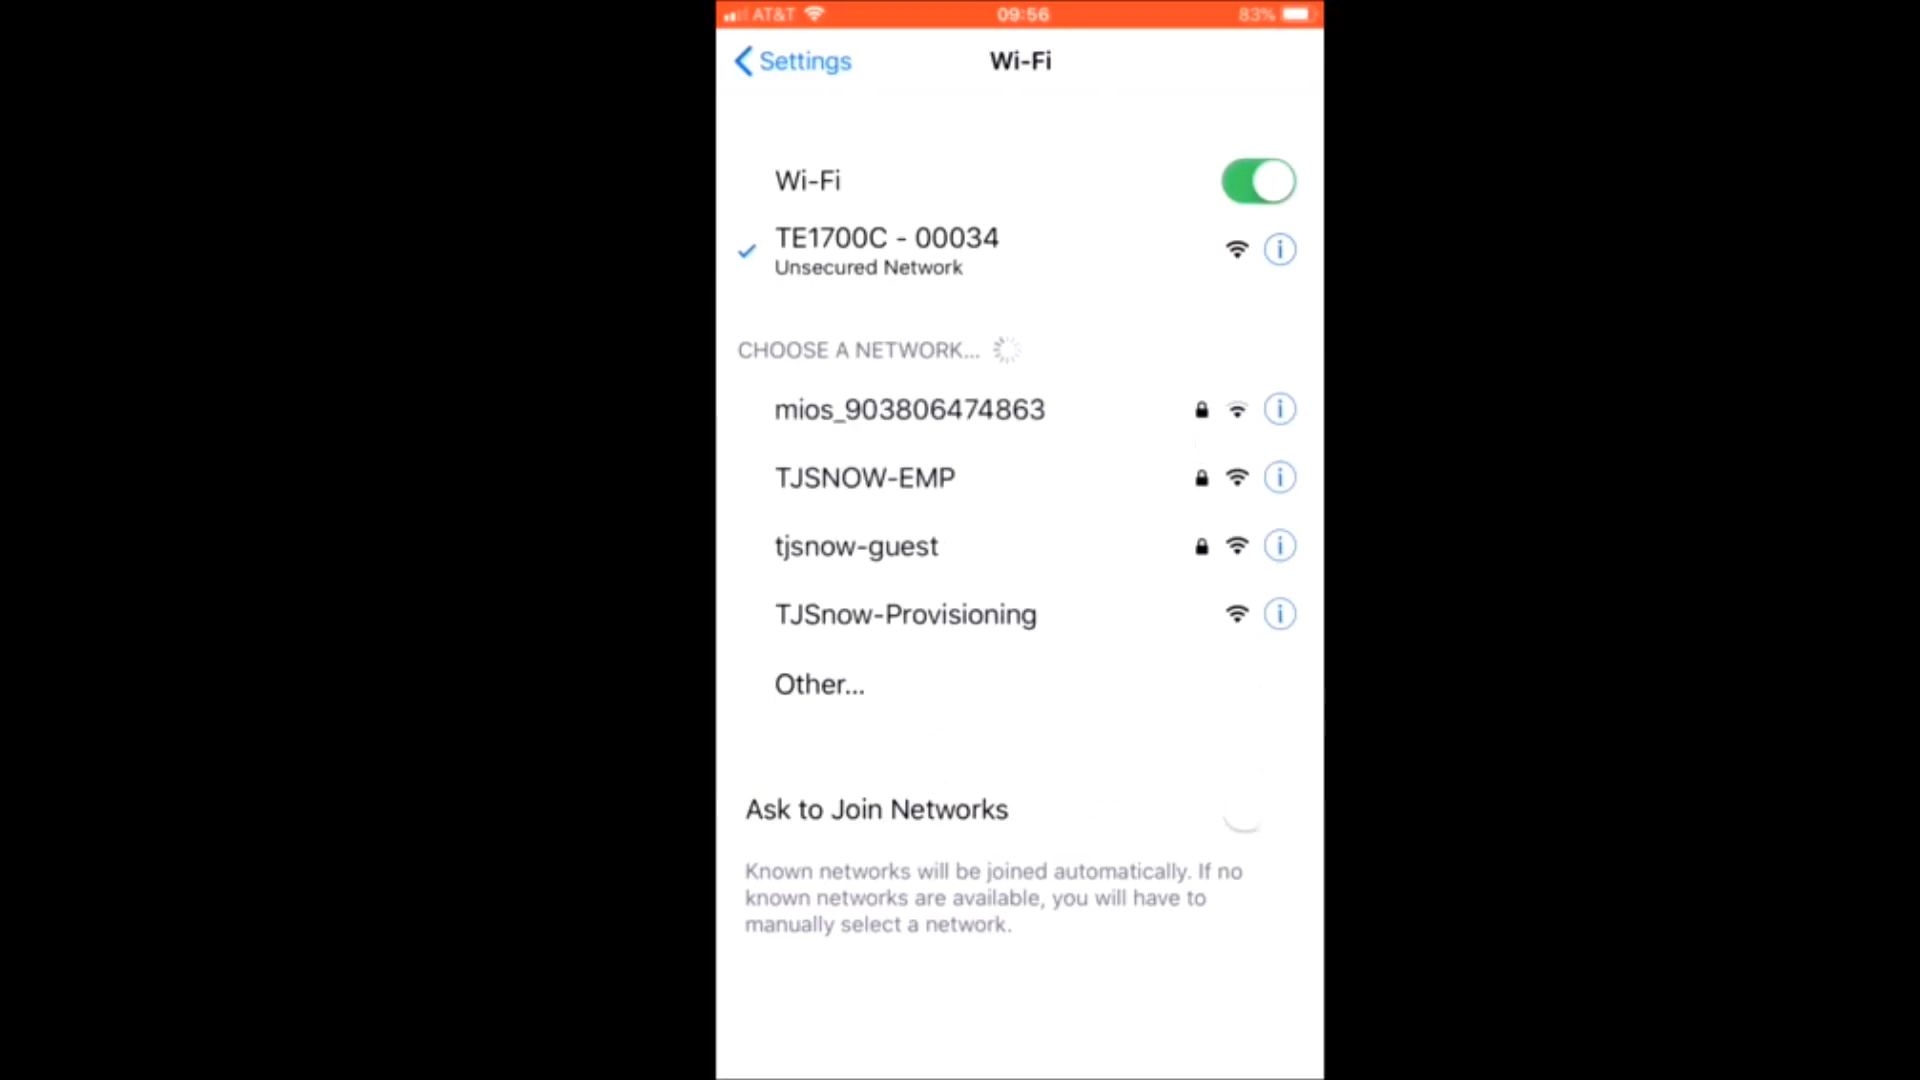 AT&T 09:56 83%
Settings Wi-Fi
Wi-Fi
TE1700C - 00034
Unsecured Network
CHOOSE A NETWORK...
mios_903806474863
TJSNOW-EMP
tjsnow-guest
TJSnow-Provisioning
Other...
Ask to Join Networks
Known networks will be joined automatically. If no
known networks are available, you will have to
manually select a network.